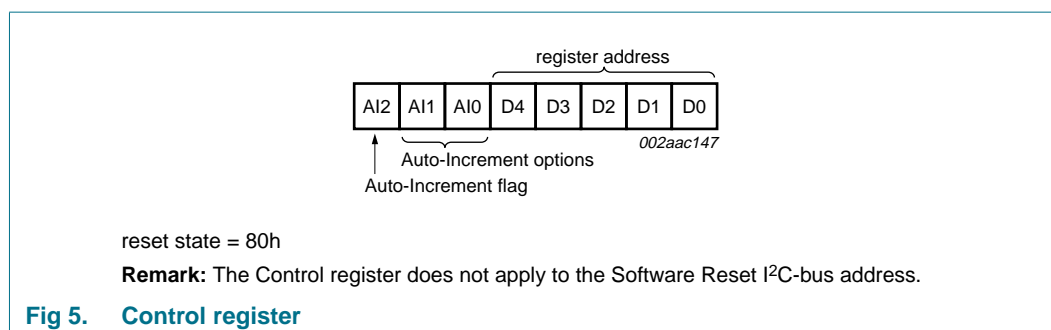 register address
AI2 AI1 AI0 D4 D3 D2 D1 D0
002aac147
Auto-Increment options
Auto-Increment flag
reset state = 80h
Remark: The Control register does not apply to the Software Reset I²C-bus address.
Fig 5. Control register